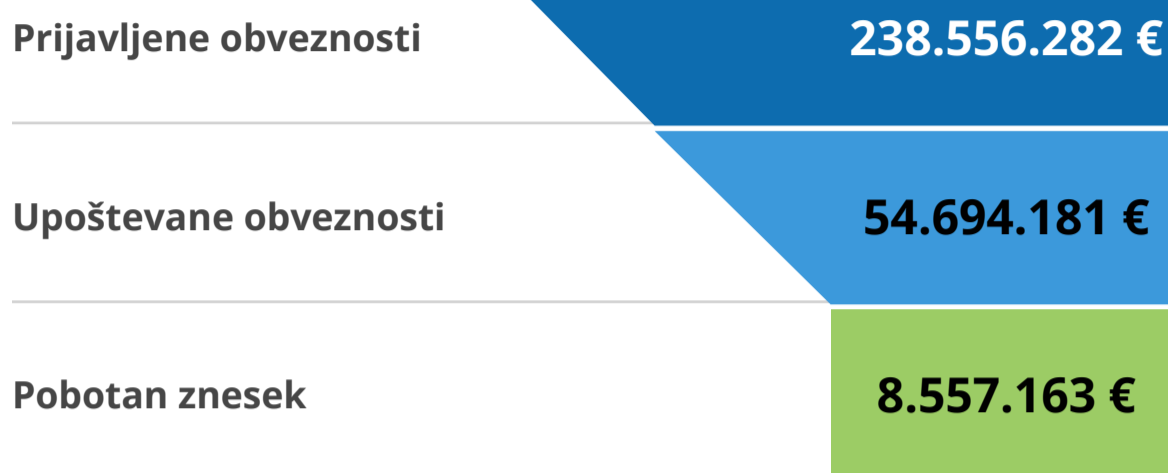 Prijavljene obveznosti 238.556.282 €
Upoštevane obveznosti 54.694.181 €
Pobotan znesek 8.557.163 €